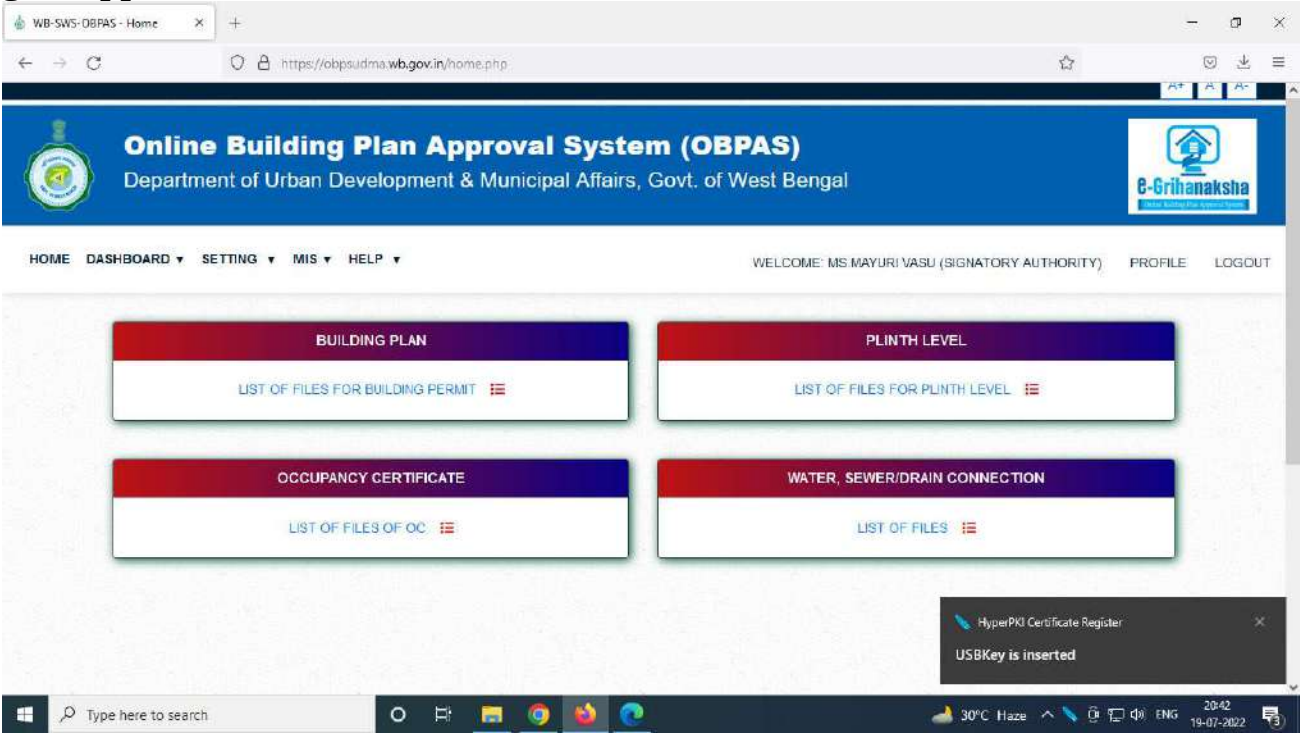 WB-SWS-OBPAS - Home
https://obpsudma.wb.gov.in/home.php
A+ A A-
Online Building Plan Approval System (OBPAS)
Department of Urban Development & Municipal Affairs, Govt. of West Bengal
e-Grihanaksha
HOME DASHBOARD ▾ SETTING ▾ MIS ▾ HELP ▾ WELCOME: MS.MAYURI VASU (SIGNATORY AUTHORITY) PROFILE LOGOUT
BUILDING PLAN
LIST OF FILES FOR BUILDING PERMIT
PLINTH LEVEL
LIST OF FILES FOR PLINTH LEVEL
OCCUPANCY CERTIFICATE
LIST OF FILES OF OC
WATER, SEWER/DRAIN CONNECTION
LIST OF FILES
HyperPKI Certificate Register
USBKey is inserted
Type here to search
30°C Haze
ENG
20:42
19-07-2022
3